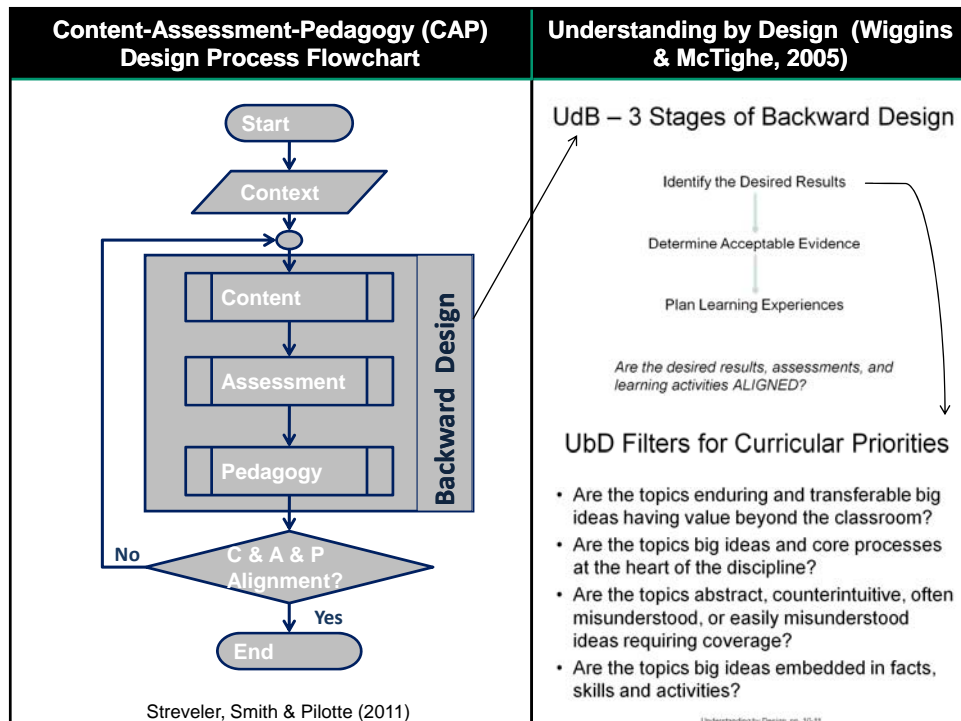 Content-Assessment-Pedagogy (CAP)
Design Process Flowchart
Start
Context
Content
Assessment
Pedagogy
Backward Design
No
C & A & P
Alignment?
Yes
End
Streveler, Smith & Pilotte (2011)
Understanding by Design (Wiggins
& McTighe, 2005)
UdB – 3 Stages of Backward Design
Identify the Desired Results
Determine Acceptable Evidence
Plan Learning Experiences
Are the desired results, assessments, and
learning activities ALIGNED?
UbD Filters for Curricular Priorities
• Are the topics enduring and transferable big
ideas having value beyond the classroom?
• Are the topics big ideas and core processes
at the heart of the discipline?
• Are the topics abstract, counterintuitive, often
misunderstood, or easily misunderstood
ideas requiring coverage?
• Are the topics big ideas embedded in facts,
skills and activities?
Understanding by Design, pp.